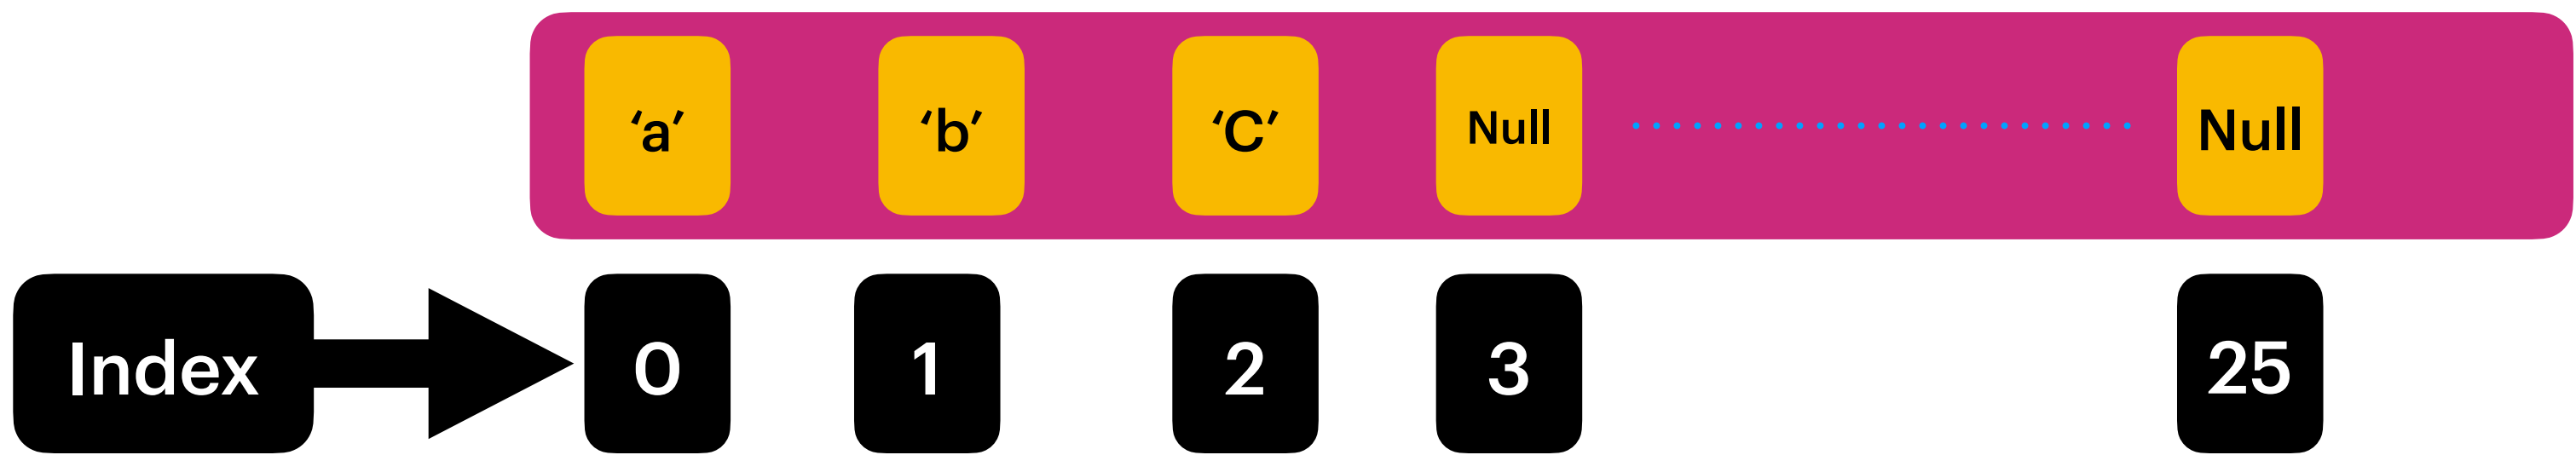 ‘a’ ‘b’ ‘C’ Null Null
Index 0 1 2 3 25